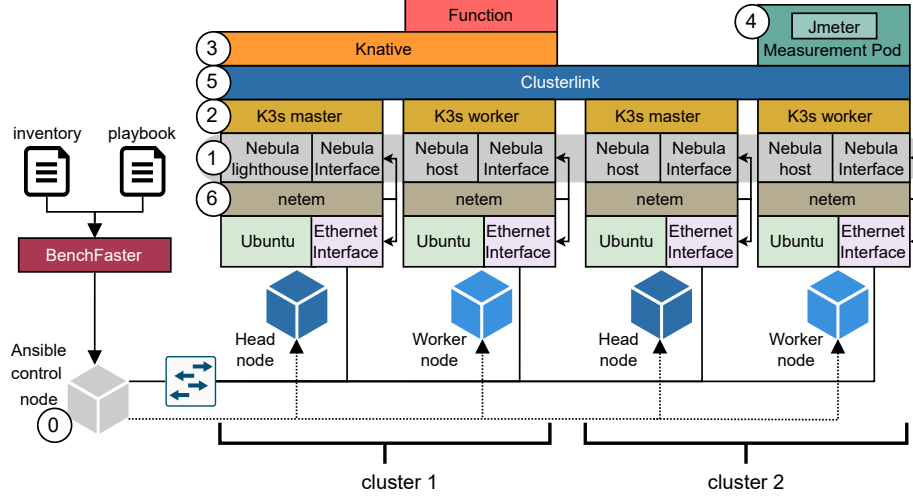 Function
4
Jmeter
3
Knative
Measurement Pod
5
Clusterlink
2
K3s master
K3s worker
K3s master
K3s worker
inventory
playbook
1
Nebula
lighthouse
Nebula
Interface
Nebula
host
Nebula
Interface
Nebula
host
Nebula
Interface
Nebula
host
Nebula
Interface
6
netem
netem
netem
netem
Ubuntu
Ethernet
Interface
Ubuntu
Ethernet
Interface
Ubuntu
Ethernet
Interface
Ubuntu
Ethernet
Interface
BenchFaster
Head
node
Worker
node
Head
node
Worker
node
Ansible
control
node
0
cluster 1
cluster 2